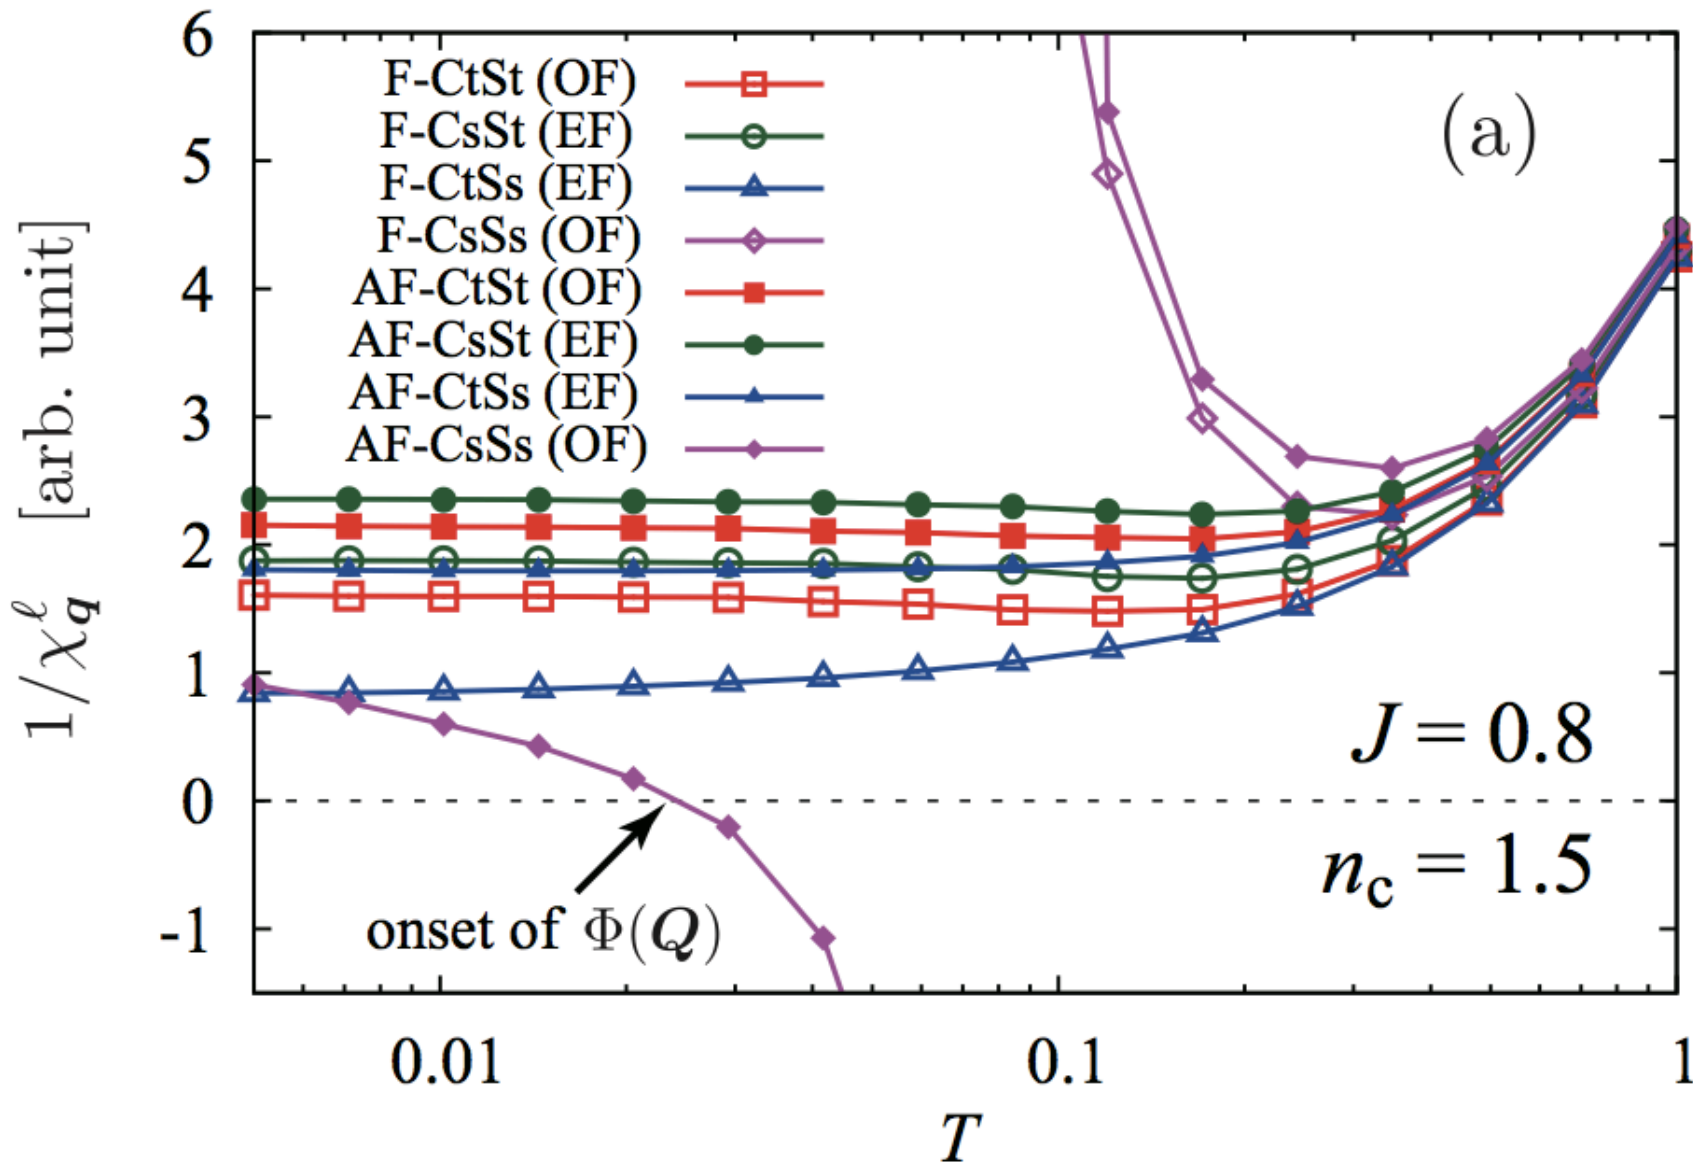 6
5
4
3
2
1
0
-1
1/χ_q^ℓ [arb. unit]
F-CtSt (OF)
F-CsSt (EF)
F-CtSs (EF)
F-CsSs (OF)
AF-CtSt (OF)
AF-CsSt (EF)
AF-CtSs (EF)
AF-CsSs (OF)
(a)
J = 0.8
n_c = 1.5
onset of Φ(Q)
0.01 0.1 1
T